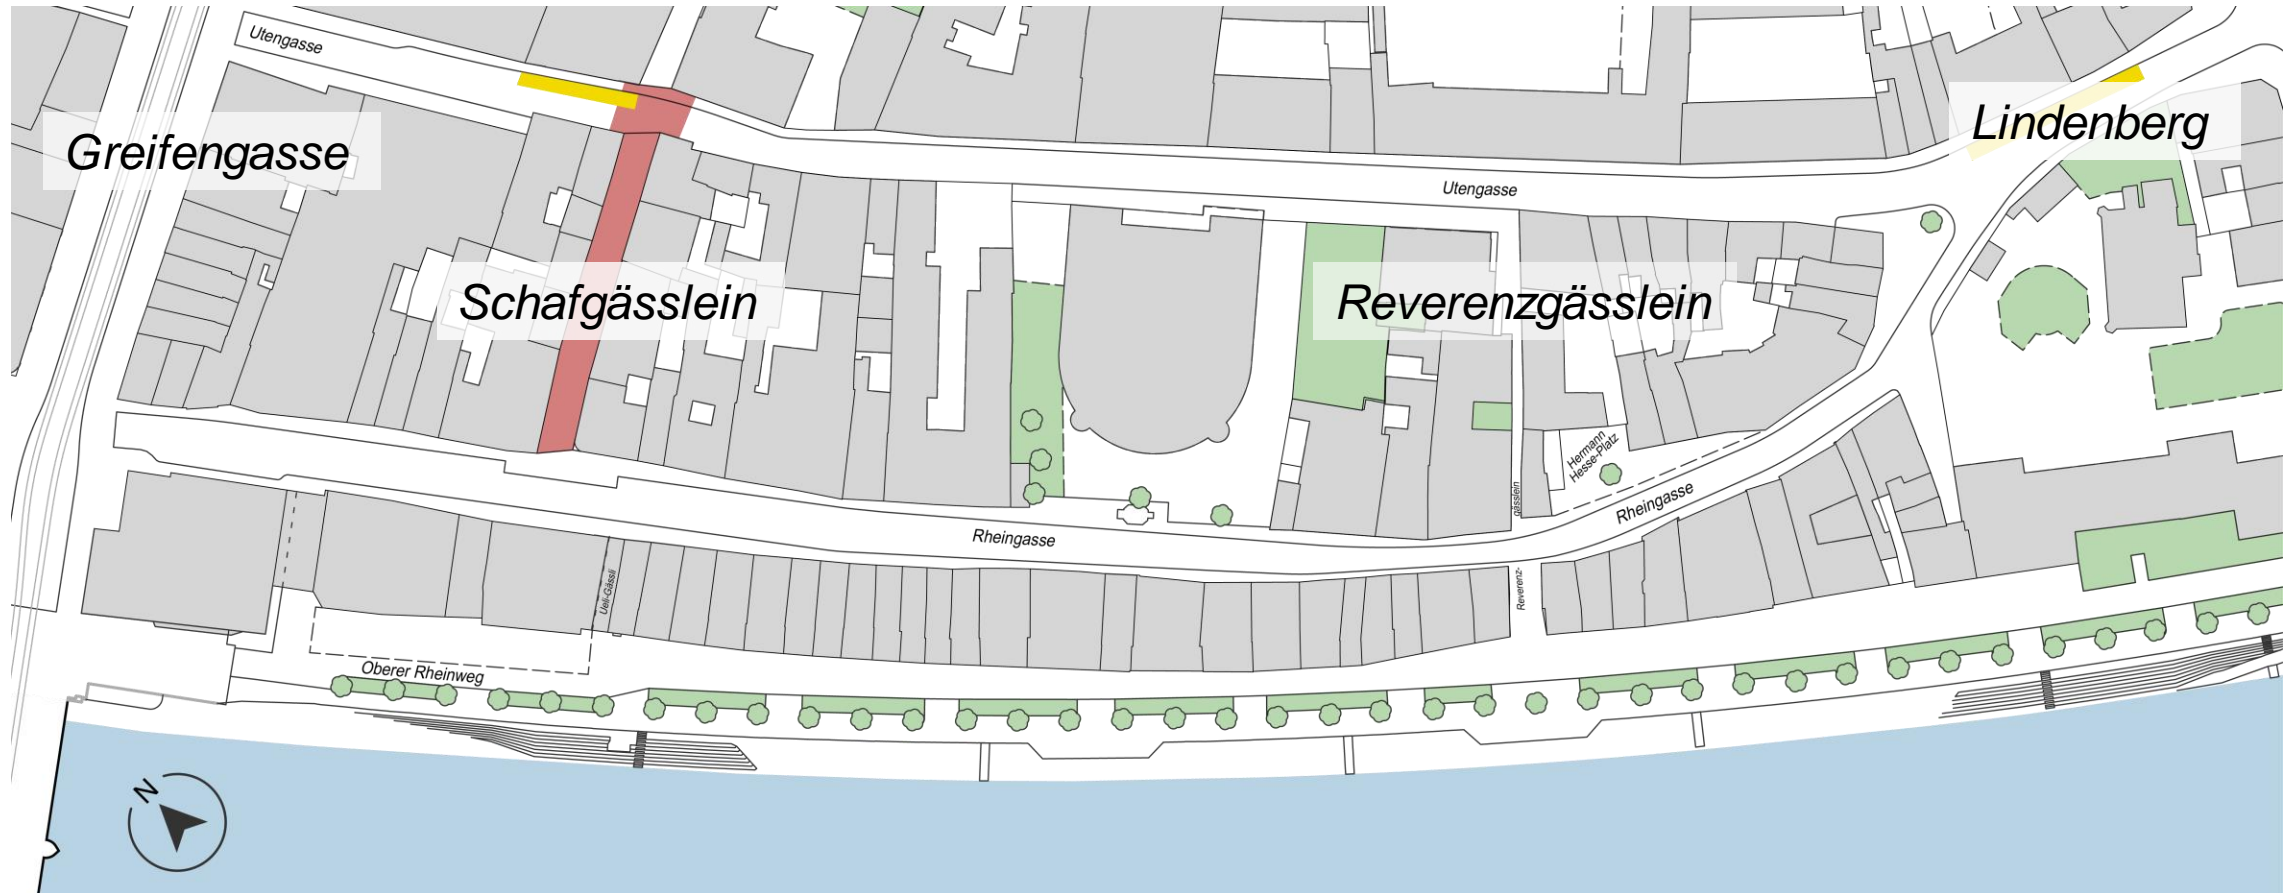 Utengasse
Greifengasse
Lindenberg
Utengasse
Schafgässlein
Reverenzgässlein
Hermann
Hesse-Platz
gässlein
Rheingasse
Rheingasse
Ueli-Gässli
Reverenz-
Oberer Rheinweg
N